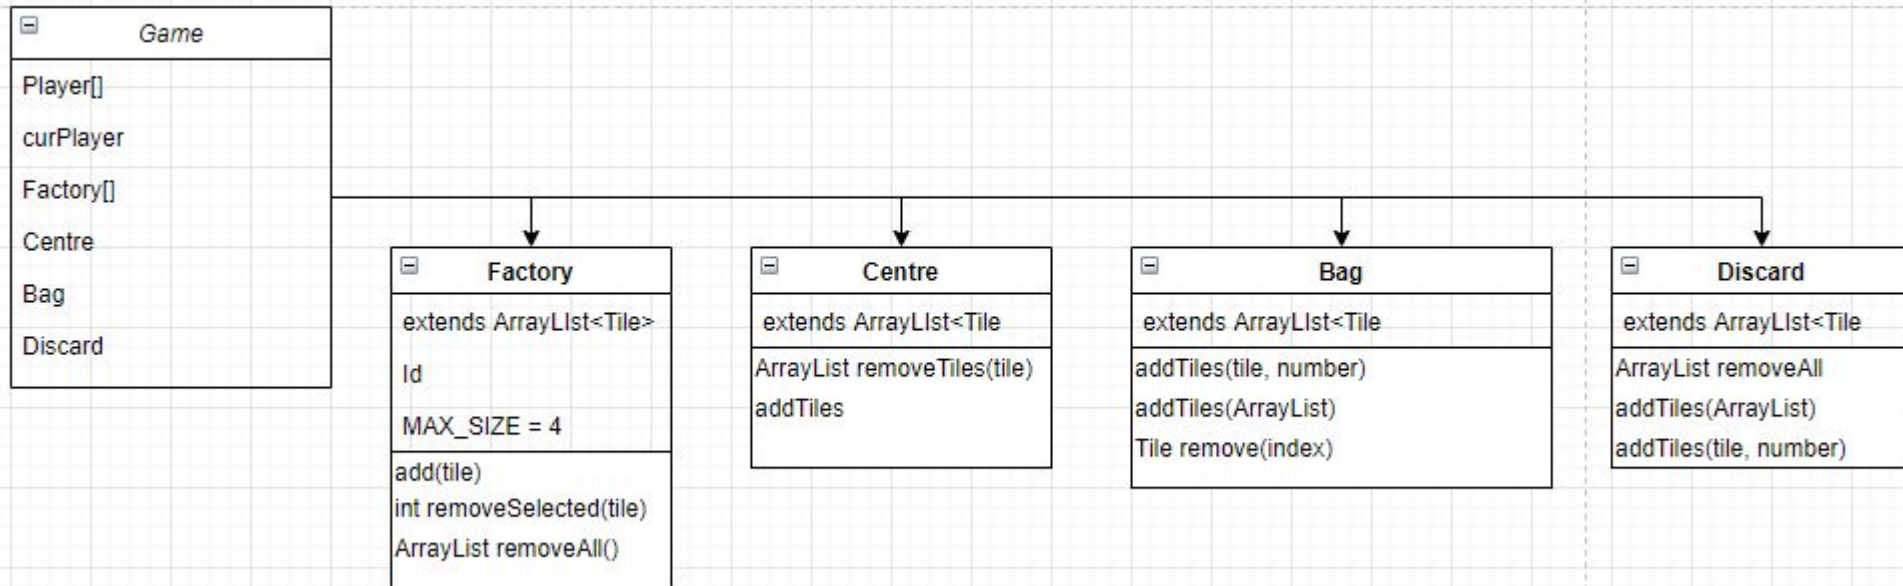 Game
Player[]
curPlayer
Factory[]
Centre
Bag
Discard
Factory
extends ArrayLIst<Tile>
Id
MAX_SIZE = 4
add(tile)
int removeSelected(tile)
ArrayList removeAll()
Centre
extends ArrayLIst<Tile
ArrayList removeTiles(tile)
addTiles
Bag
extends ArrayLIst<Tile
addTiles(tile, number)
addTiles(ArrayList)
Tile remove(index)
Discard
extends ArrayLIst<Tile
ArrayList removeAll
addTiles(ArrayList)
addTiles(tile, number)